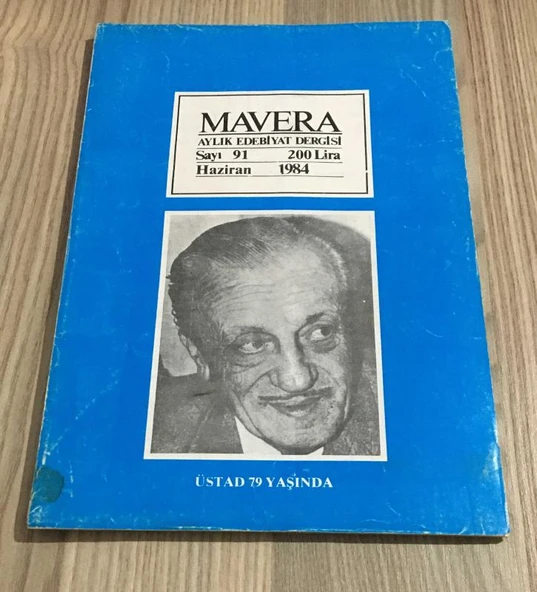 MAVERA
AYLIK EDEBİYAT DERGİSİ
Sayı 91 200 Lira
Haziran 1984
ÜSTAD 79 YAŞINDA